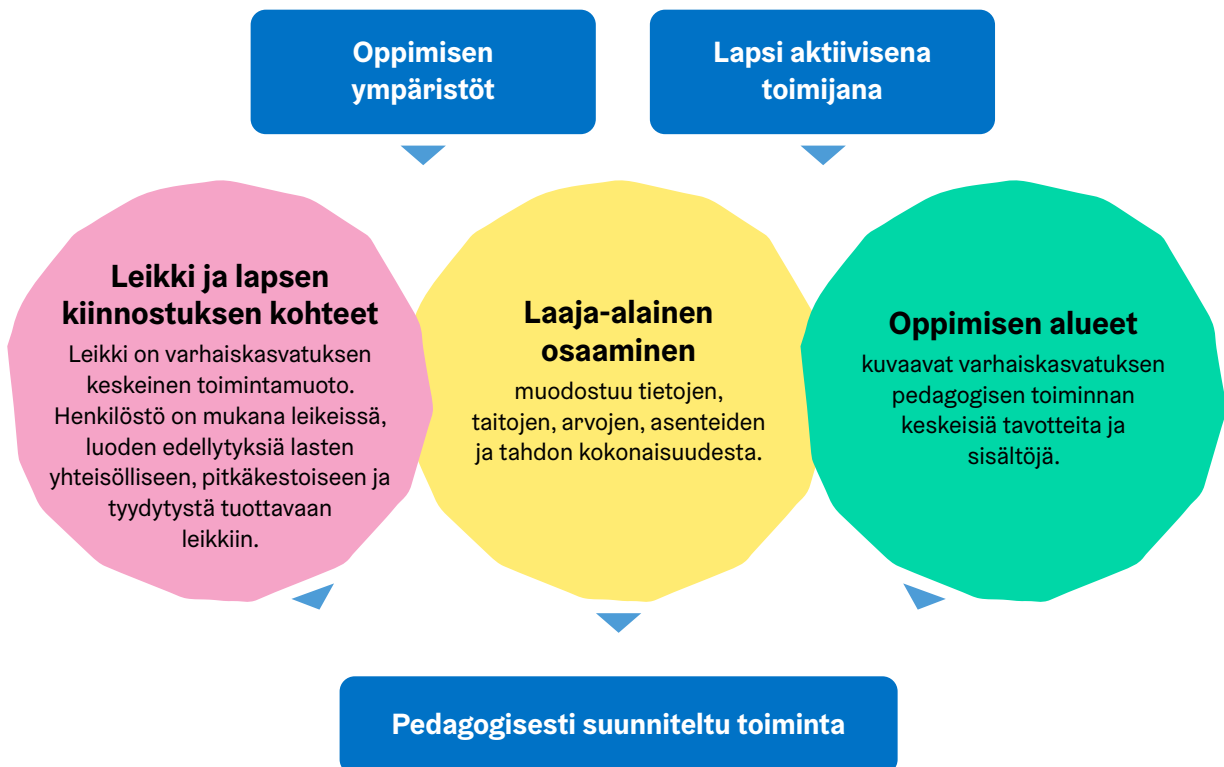 Oppimisen
ympäristöt
Lapsi aktiivisena
toimijana
Leikki ja lapsen
kiinnostuksen kohteet
Leikki on varhaiskasvatuksen
keskeinen toimintamuoto.
Henkilöstö on mukana leikeissä,
luoden edellytyksiä lasten
yhteisölliseen, pitkäkestoiseen ja
tyydytystä tuottavaan
leikkiin.
Laaja-alainen
osaaminen
muodostuu tietojen,
taitojen, arvojen, asenteiden
ja tahdon kokonaisuudesta.
Oppimisen alueet
kuvaavat varhaiskasvatuksen
pedagogisen toiminnan
keskeisiä tavotteita ja
sisältöjä.
Pedagogisesti suunniteltu toiminta